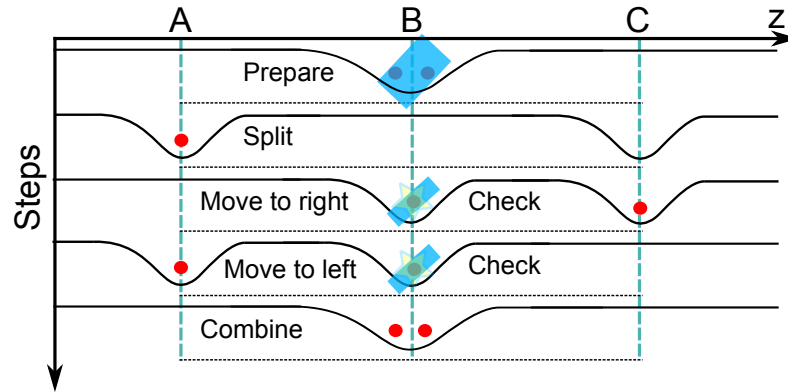 A B C z
Prepare
Split
Move to right Check
Move to left Check
Combine
Steps